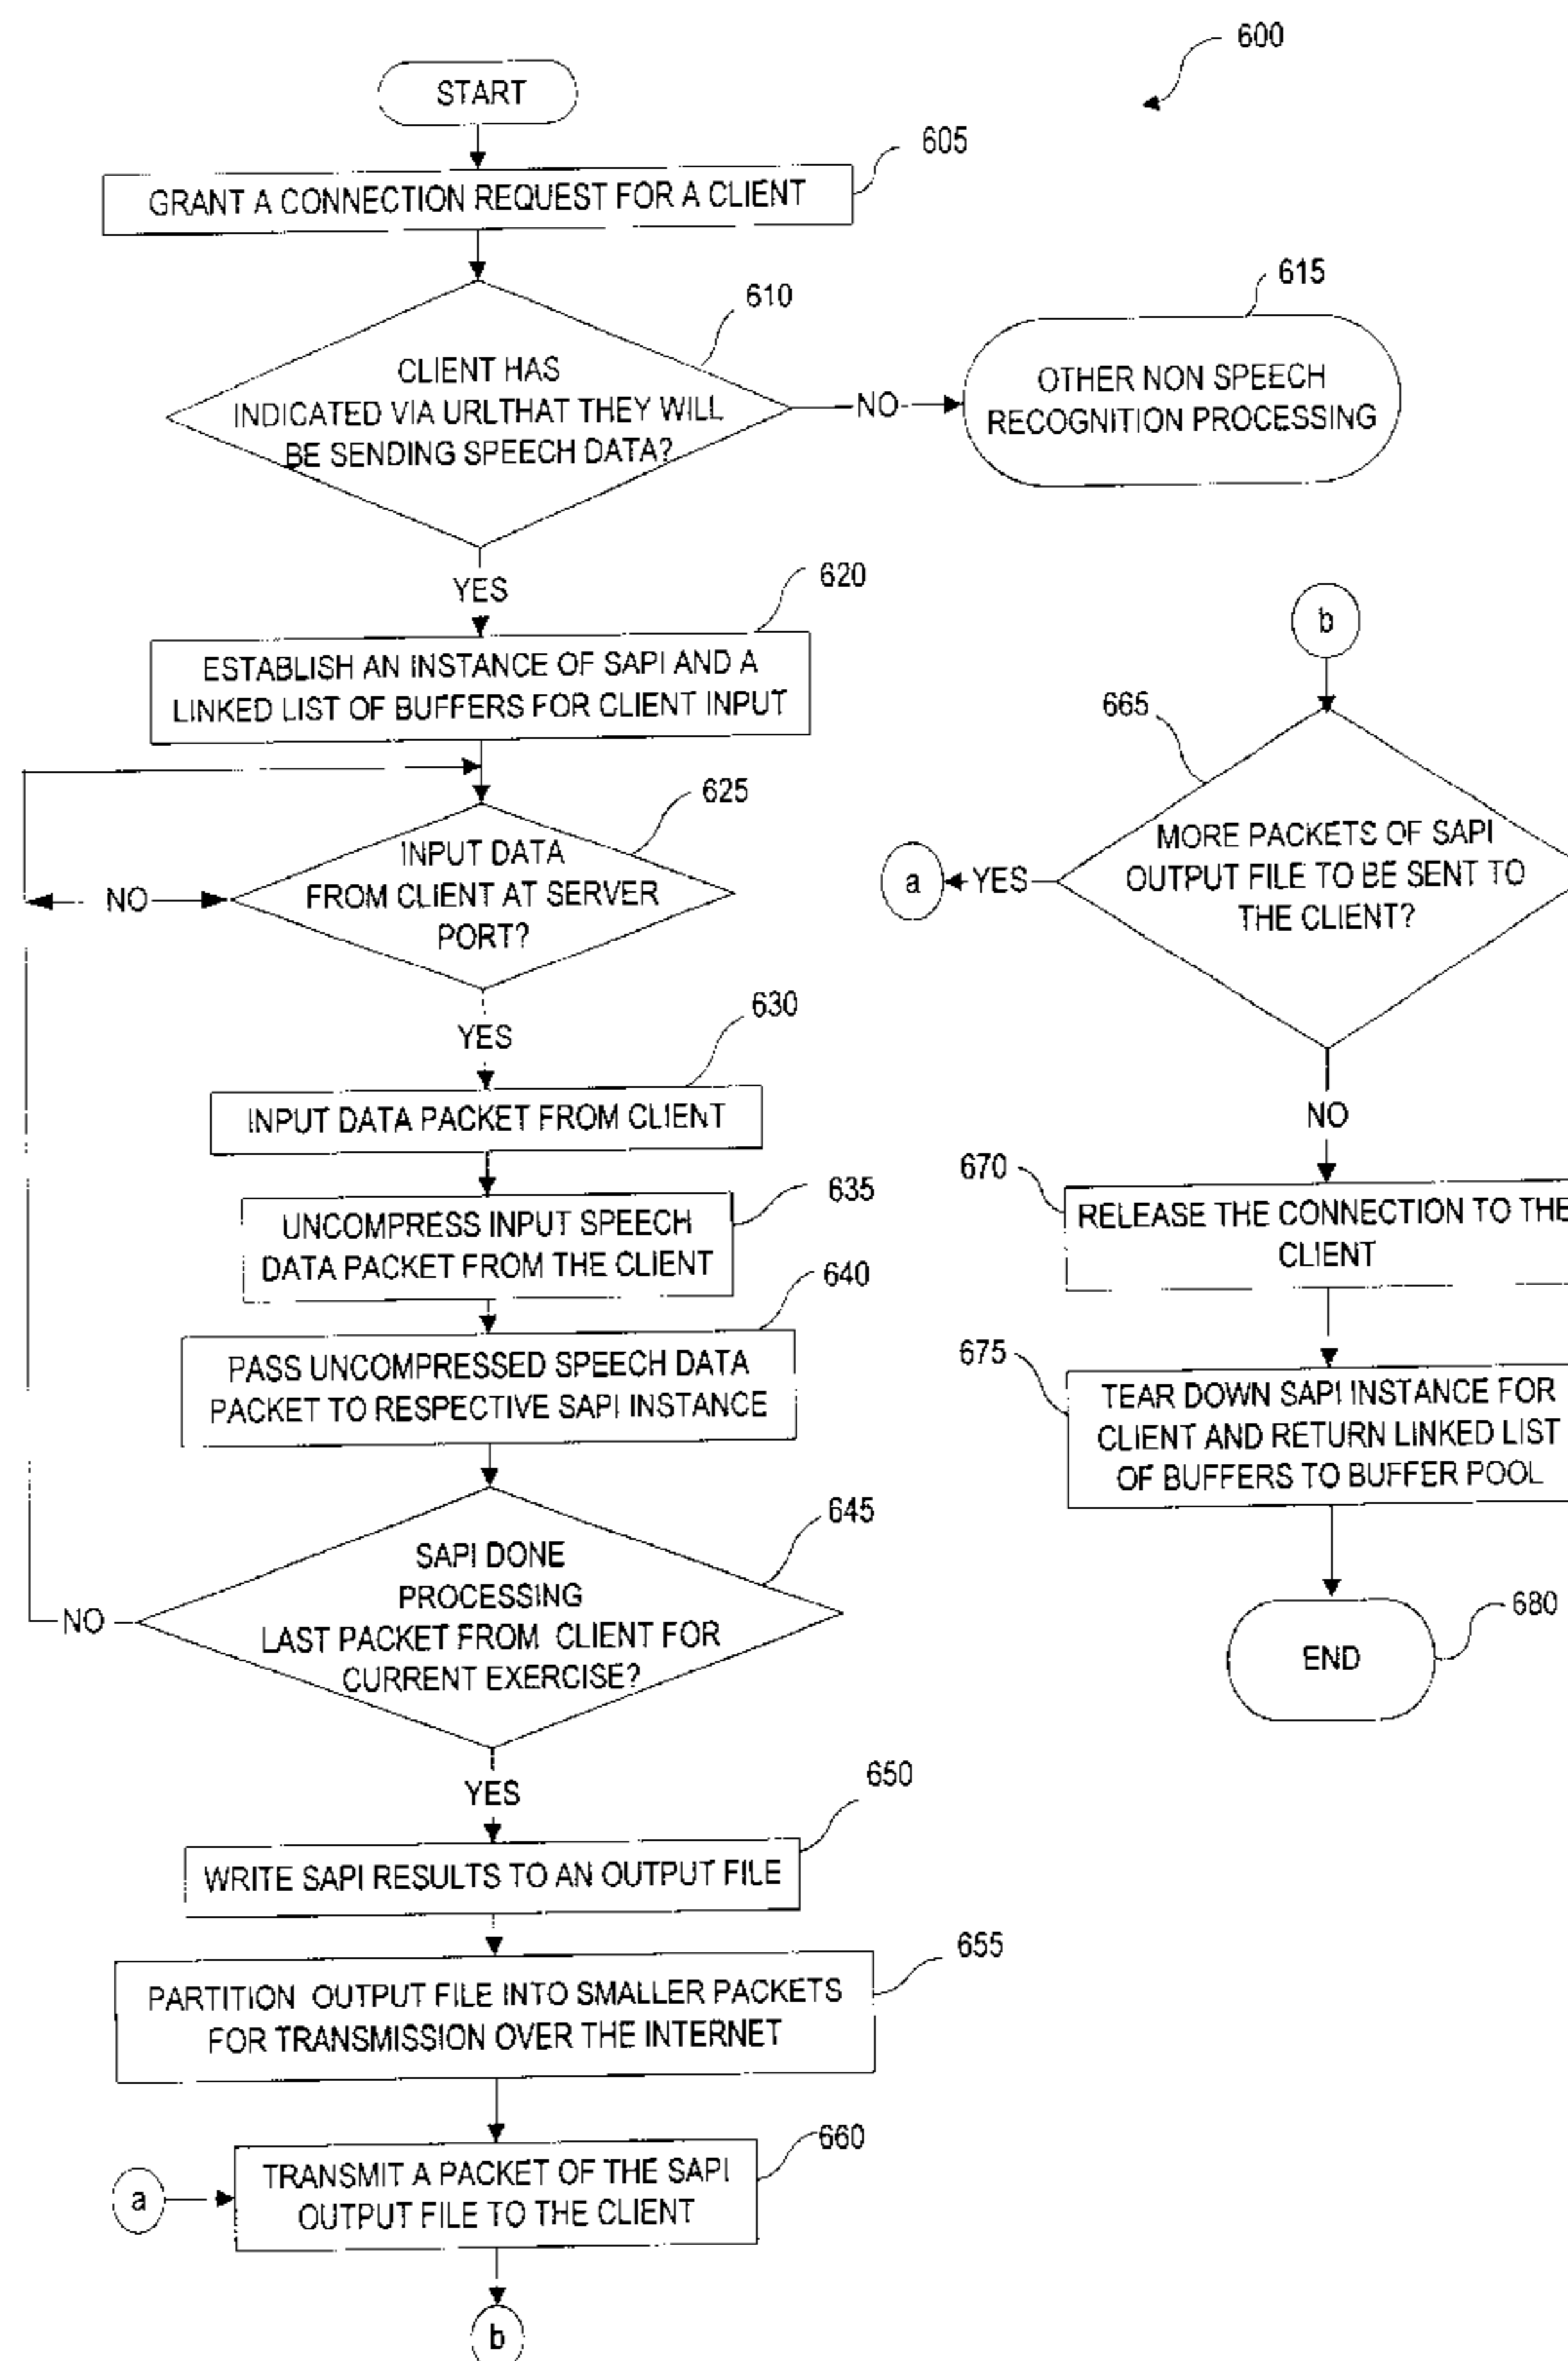 600
START
605
GRANT A CONNECTION REQUEST FOR A CLIENT
610
CLIENT HAS
INDICATED VIA URLTHAT THEY WILL
BE SENDING SPEECH DATA?
NO
615
OTHER NON SPEECH
RECOGNITION PROCESSING
YES
620
ESTABLISH AN INSTANCE OF SAPI AND A
LINKED LIST OF BUFFERS FOR CLIENT INPUT
625
INPUT DATA
FROM CLIENT AT SERVER
PORT?
NO
YES
630
INPUT DATA PACKET FROM CLIENT
635
UNCOMPRESS INPUT SPEECH
DATA PACKET FROM THE CLIENT
640
PASS UNCOMPRESSED SPEECH DATA
PACKET TO RESPECTIVE SAPI INSTANCE
645
SAPI DONE
PROCESSING
LAST PACKET FROM CLIENT FOR
CURRENT EXERCISE?
NO
YES
650
WRITE SAPI RESULTS TO AN OUTPUT FILE
655
PARTITION OUTPUT FILE INTO SMALLER PACKETS
FOR TRANSMISSION OVER THE INTERNET
660
a
TRANSMIT A PACKET OF THE SAPI
OUTPUT FILE TO THE CLIENT
b
b
665
MORE PACKETS OF SAPI
OUTPUT FILE TO BE SENT TO
THE CLIENT?
YES
a
NO
670
RELEASE THE CONNECTION TO THE
CLIENT
675
TEAR DOWN SAPI INSTANCE FOR
CLIENT AND RETURN LINKED LIST
OF BUFFERS TO BUFFER POOL
680
END